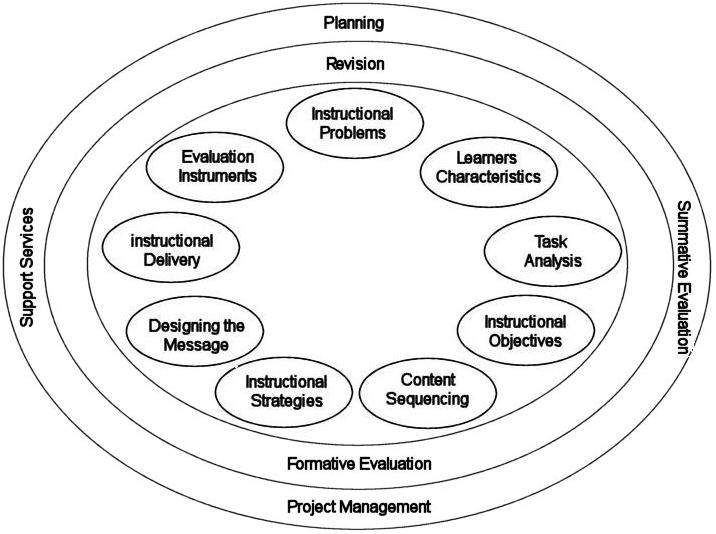 Planning
Revision
Instructional
Problems
Evaluation
Instruments
Learners
Characteristics
instructional
Delivery
Task
Analysis
Support Services
Summative Evaluation
Designing the
Message
Instructional
Objectives
Instructional
Strategies
Content
Sequencing
Formative Evaluation
Project Management